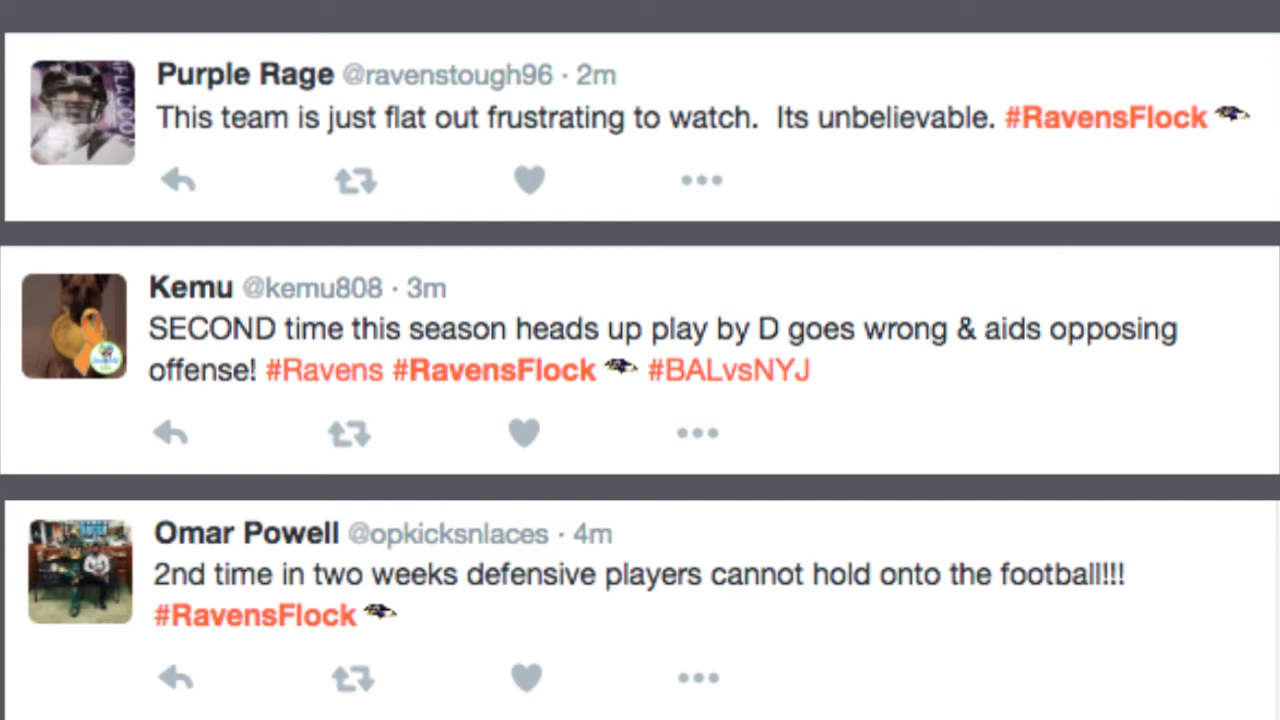 Purple Rage @ravenstough96 · 2m
This team is just flat out frustrating to watch.  Its unbelievable. #RavensFlock
Kemu @kemu808 · 3m
SECOND time this season heads up play by D goes wrong & aids opposing
offense! #Ravens #RavensFlock #BALvsNYJ
Omar Powell @opkicksnlaces · 4m
2nd time in two weeks defensive players cannot hold onto the football!!!
#RavensFlock